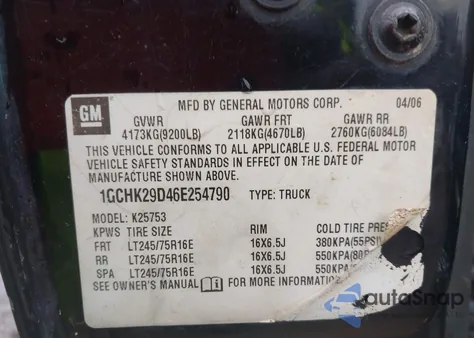 GM
MFD BY GENERAL MOTORS CORP. 04/06
GVWR GAWR FRT GAWR RR
4173KG(9200LB) 2118KG(4670LB) 2760KG(6084LB)
THIS VEHICLE CONFORMS TO ALL APPLICABLE U.S. FEDERAL MOTOR
VEHICLE SAFETY STANDARDS IN EFFECT ON THE DATE OF
MANUFACTURE SHOWN ABOVE.
1GCHK29D46E254790 TYPE: TRUCK
MODEL: K25753
KPWS TIRE SIZE RIM COLD TIRE
FRT LT245/75R16E 16X6.5J 380KPA(55PSI)
RR LT245/75R16E 16X6.5J 550KPA(80
SPA LT245/75R16E 16X6.5J 550KPA
SEE OWNER'S MANUAL FOR MORE
autoSnap